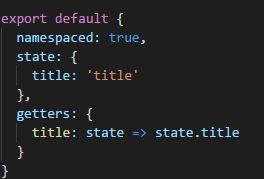 export default {
  namespaced: true,
  state: {
    title: 'title'
  },
  getters: {
    title: state => state.title
  }
}